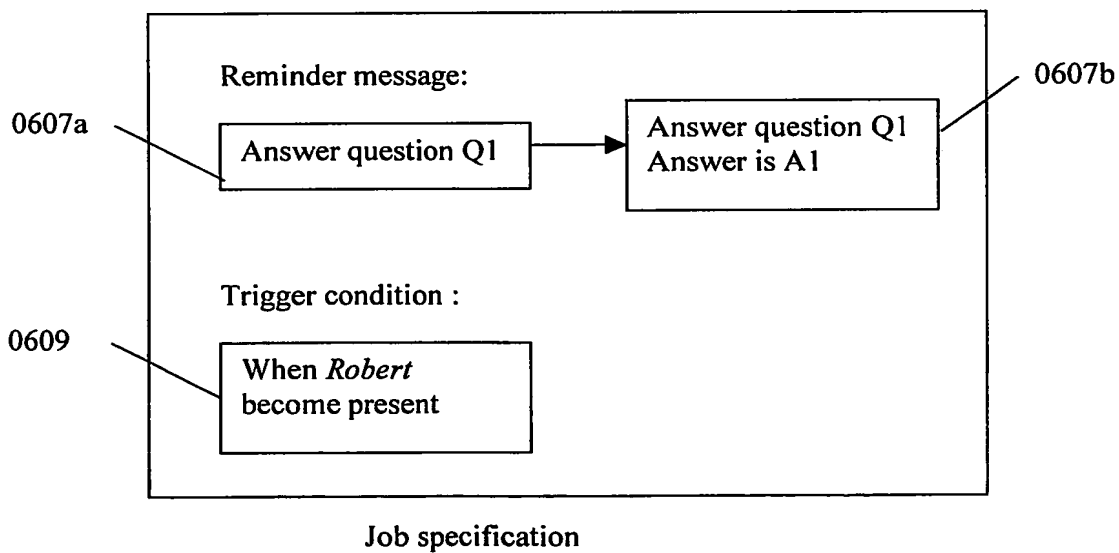 Reminder message:
0607b
0607a
Answer question Q1
Answer question Q1
Answer is A1
Trigger condition :
0609
When Robert
become present
Job specification